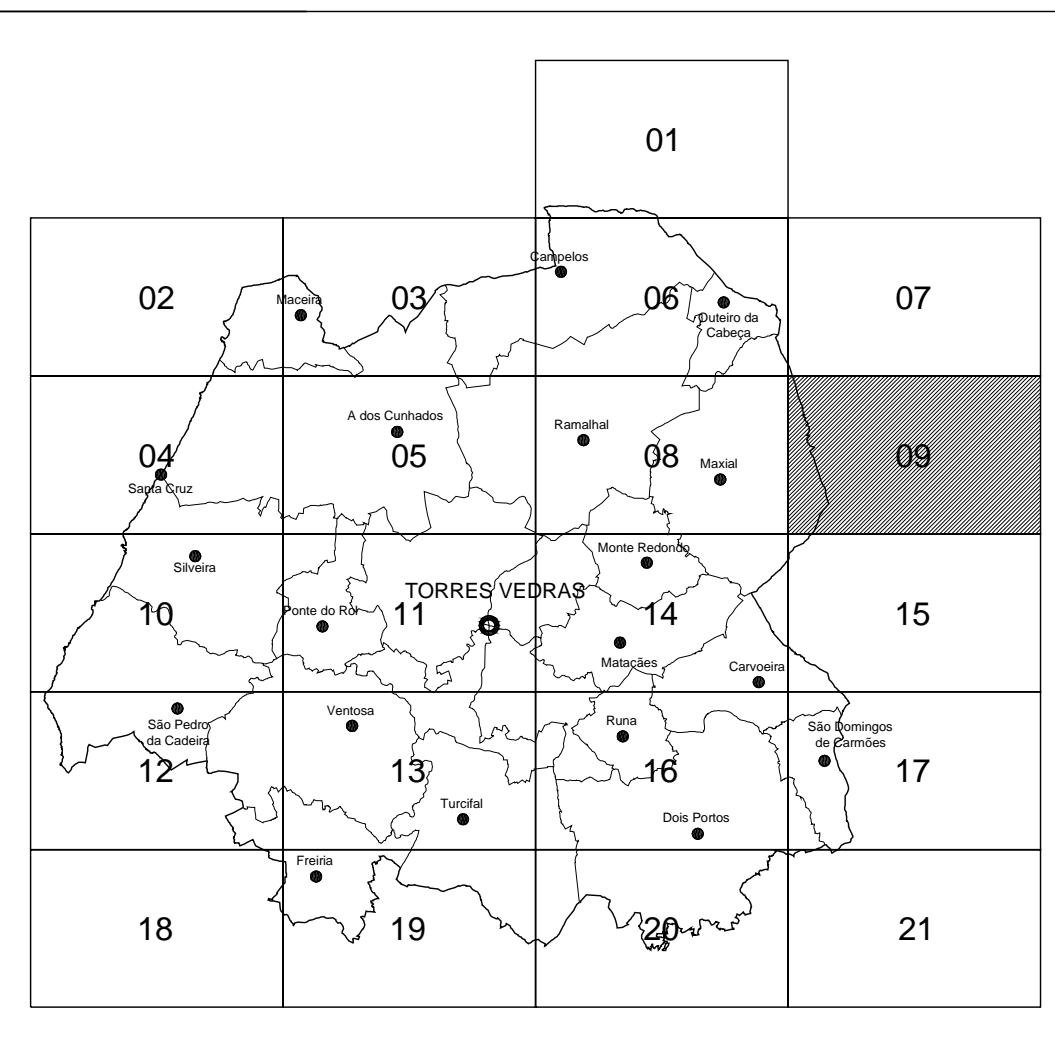 01
Campelos
02
Maceira
03
06
Outeiro da
Cabeça
07
A dos Cunhados
Ramalhal
04
Santa Cruz
05
08
Maxial
09
Silveira
Monte Redondo
TORRES VEDRAS
10
Ponte do Rol
11
14
Matacães
Carvoeira
15
São Pedro
da Cadeira
12
Ventosa
13
Turcifal
Runa
16
Dois Portos
São Domingos
de Carmões
17
Freiria
18
19
20
21